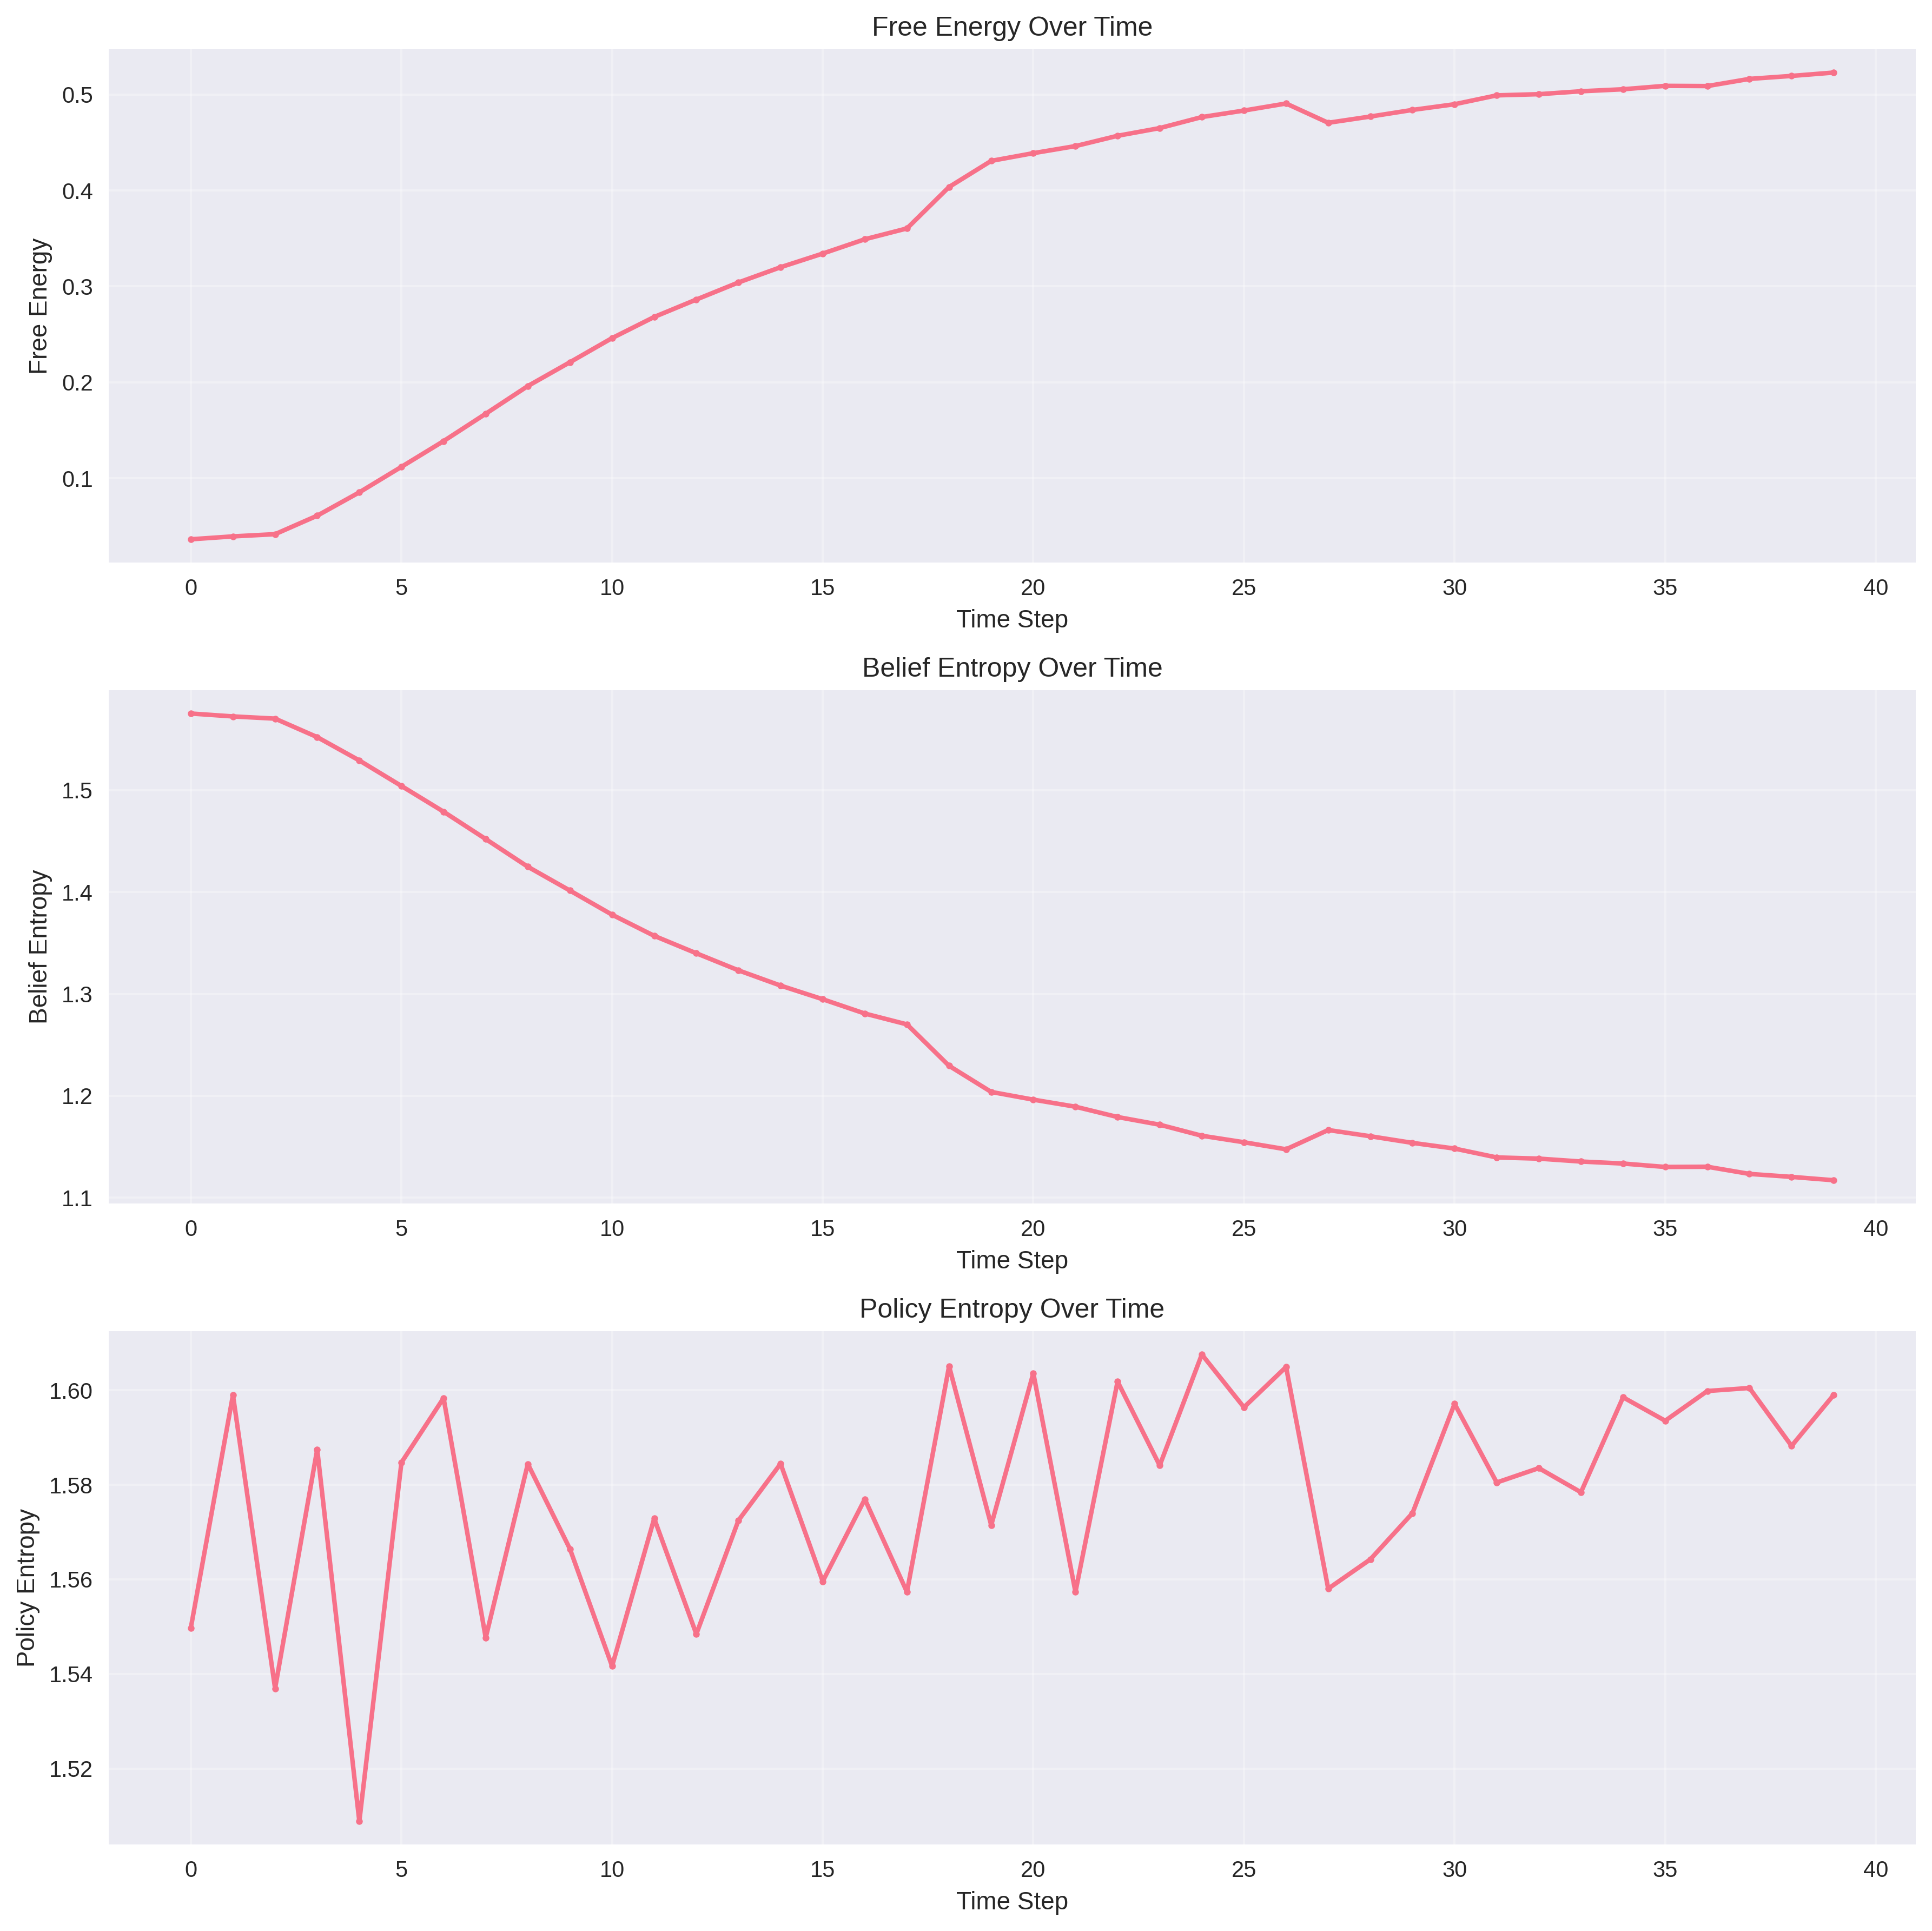 Free Energy Over Time
Free Energy
0.5
0.4
0.3
0.2
0.1
0 5 10 15 20 25 30 35 40
Time Step
Belief Entropy Over Time
Belief Entropy
1.5
1.4
1.3
1.2
1.1
0 5 10 15 20 25 30 35 40
Time Step
Policy Entropy Over Time
Policy Entropy
1.60
1.58
1.56
1.54
1.52
0 5 10 15 20 25 30 35 40
Time Step